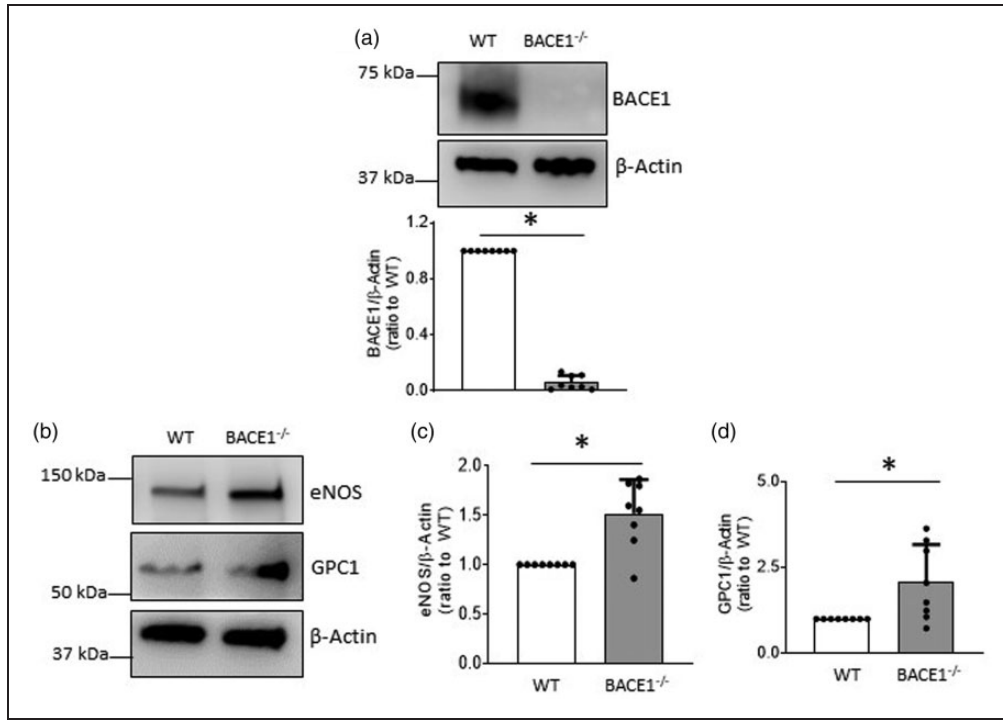 (a)
WT BACE1-/-
75 kDa
BACE1
β-Actin
37 kDa
*
1.2
0.8
0.4
0.0
BACE1/β-Actin
(ratio to WT)
(b)
WT BACE1-/-
150 kDa
eNOS
GPC1
50 kDa
β-Actin
37 kDa
(c)
*
2.0
1.5
1.0
0.5
0.0
eNOS/β-Actin
(ratio to WT)
WT BACE1-/-
(d)
*
5.0
2.5
0.0
GPC1/β-Actin
(ratio to WT)
WT BACE1-/-